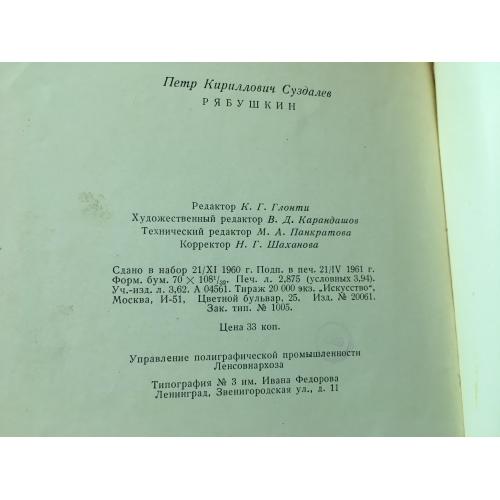 Петр Кириллович Суздалев
РЯБУШКИН
Редактор К. Г. Глонти
Художественный редактор В. Д. Карандашов
Технический редактор М. А. Панкратова
Корректор Н. Г. Шаханова
Сдано в набор 21/XI 1960 г. Подп. в печ. 21/IV 1961 г.
Форм. бум. 70 × 108¹/₃₂. Печ. л. 2,875 (условных 3,94).
Уч.-изд. л. 3,62. А 04561. Тираж 20 000 экз. „Искусство“,
Москва, И-51, Цветной бульвар, 25. Изд. № 20061.
Зак. тип. № 1005.
Цена 33 коп.
Управление полиграфической промышленности
Ленсовнархоза
Типография № 3 им. Ивана Федорова
Ленинград, Звенигородская ул., д. 11